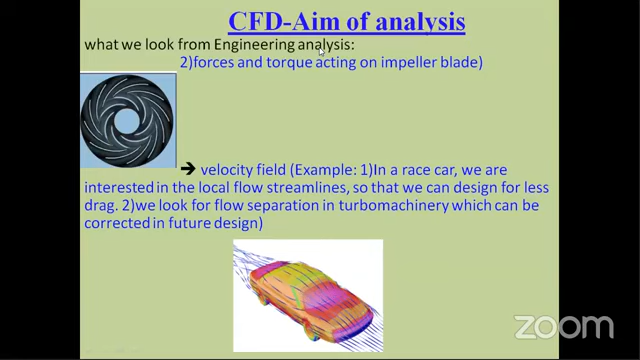 CFD-Aim of analysis
what we look from Engineering analysis:
2)forces and torque acting on impeller blade)
➔ velocity field (Example: 1)In a race car, we are
interested in the local flow streamlines, so that we can design for less
drag. 2)we look for flow separation in turbomachinery which can be
corrected in future design)
zoom